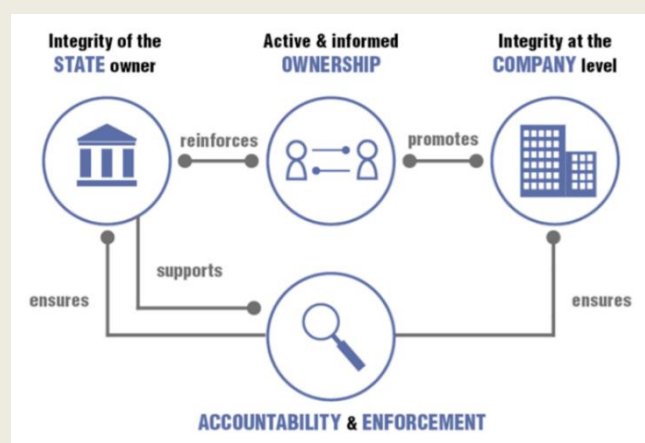 Integrity of the
STATE owner
Active & informed
OWNERSHIP
Integrity at the
COMPANY level
reinforces
promotes
supports
ensures
ensures
ACCOUNTABILITY & ENFORCEMENT